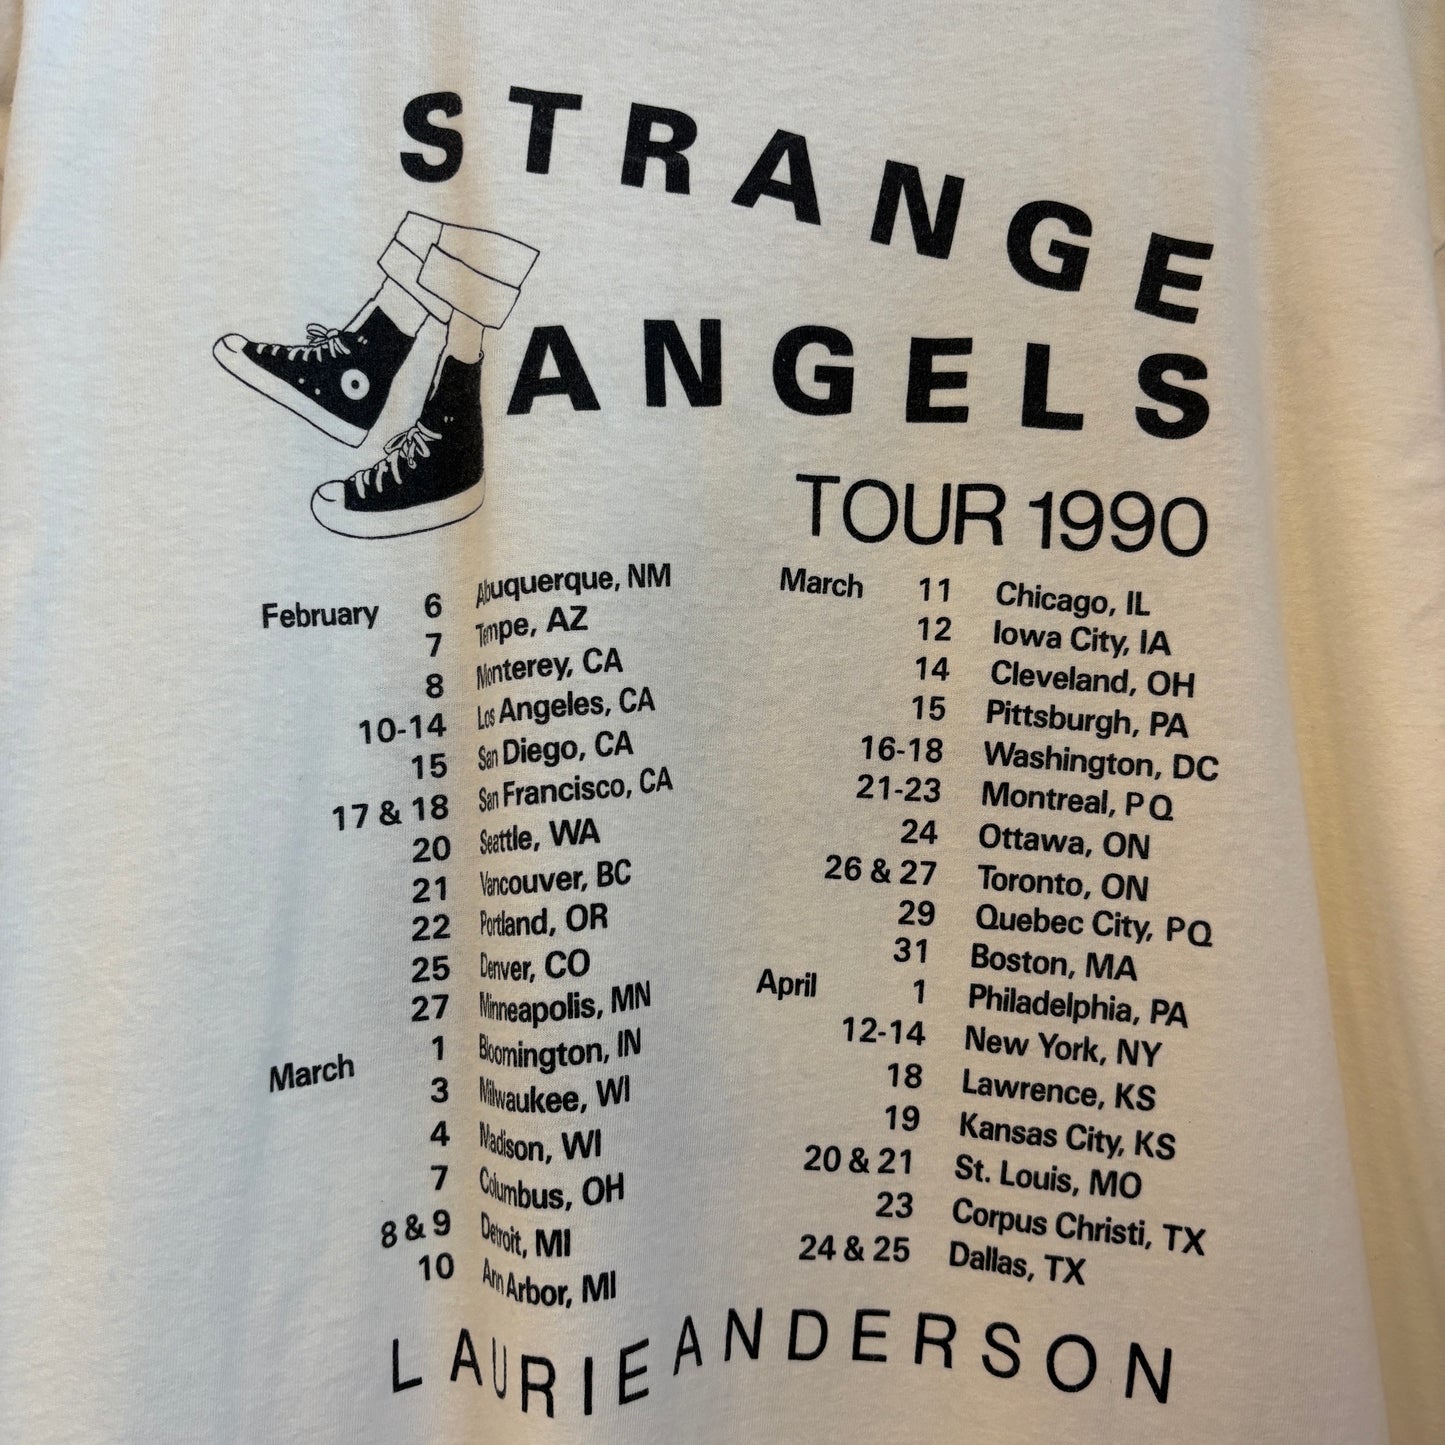 STRANGE
ANGELS
TOUR 1990
February 6 Albuquerque, NM
7 Tempe, AZ
8 Monterey, CA
10-14 Los Angeles, CA
15 San Diego, CA
17 & 18 San Francisco, CA
20 Seattle, WA
21 Vancouver, BC
22 Portland, OR
25 Denver, CO
27 Minneapolis, MN
March 1 Bloomington, IN
3 Milwaukee, WI
4 Madison, WI
7 Columbus, OH
8 & 9 Detroit, MI
10 Ann Arbor, MI
March 11 Chicago, IL
12 Iowa City, IA
14 Cleveland, OH
15 Pittsburgh, PA
16-18 Washington, DC
21-23 Montreal, PQ
24 Ottawa, ON
26 & 27 Toronto, ON
29 Quebec City, PQ
31 Boston, MA
April 1 Philadelphia, PA
12-14 New York, NY
18 Lawrence, KS
19 Kansas City, KS
20 & 21 St. Louis, MO
23 Corpus Christi, TX
24 & 25 Dallas, TX
LAURIE ANDERSON